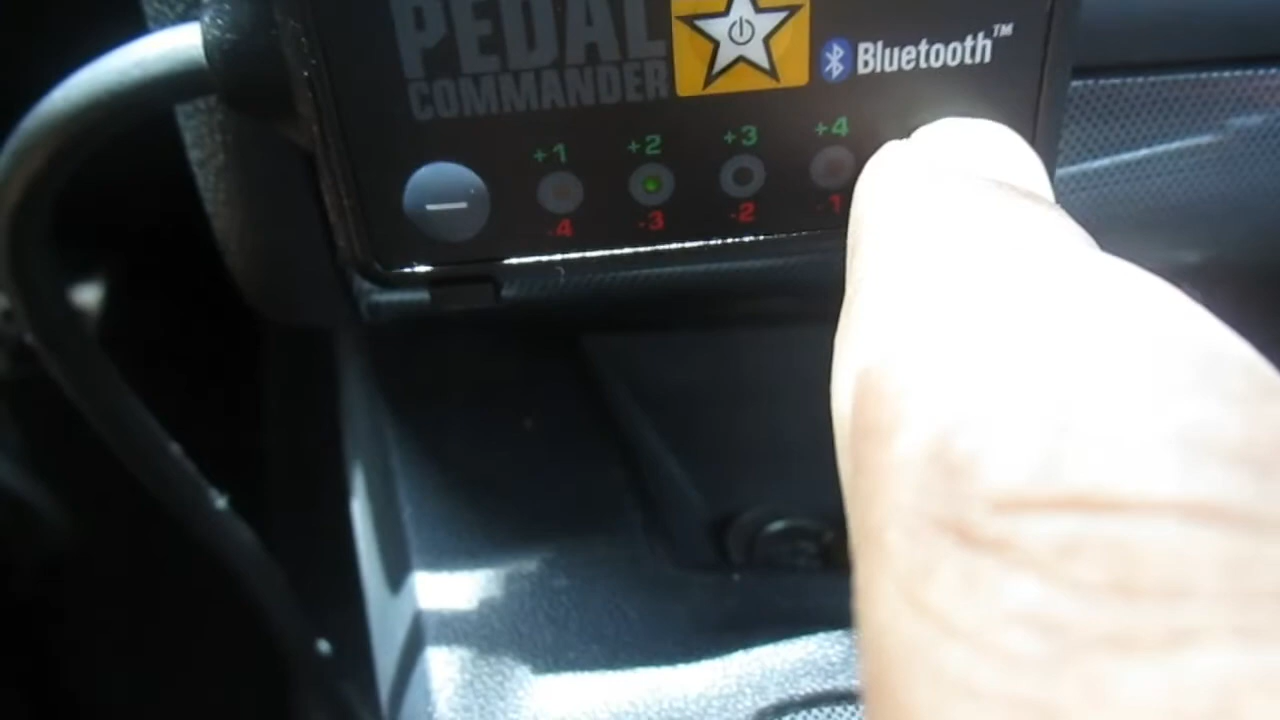 PEDAL
COMMANDER
Bluetooth™
+1 +2 +3 +4
-4 -3 -2 -1